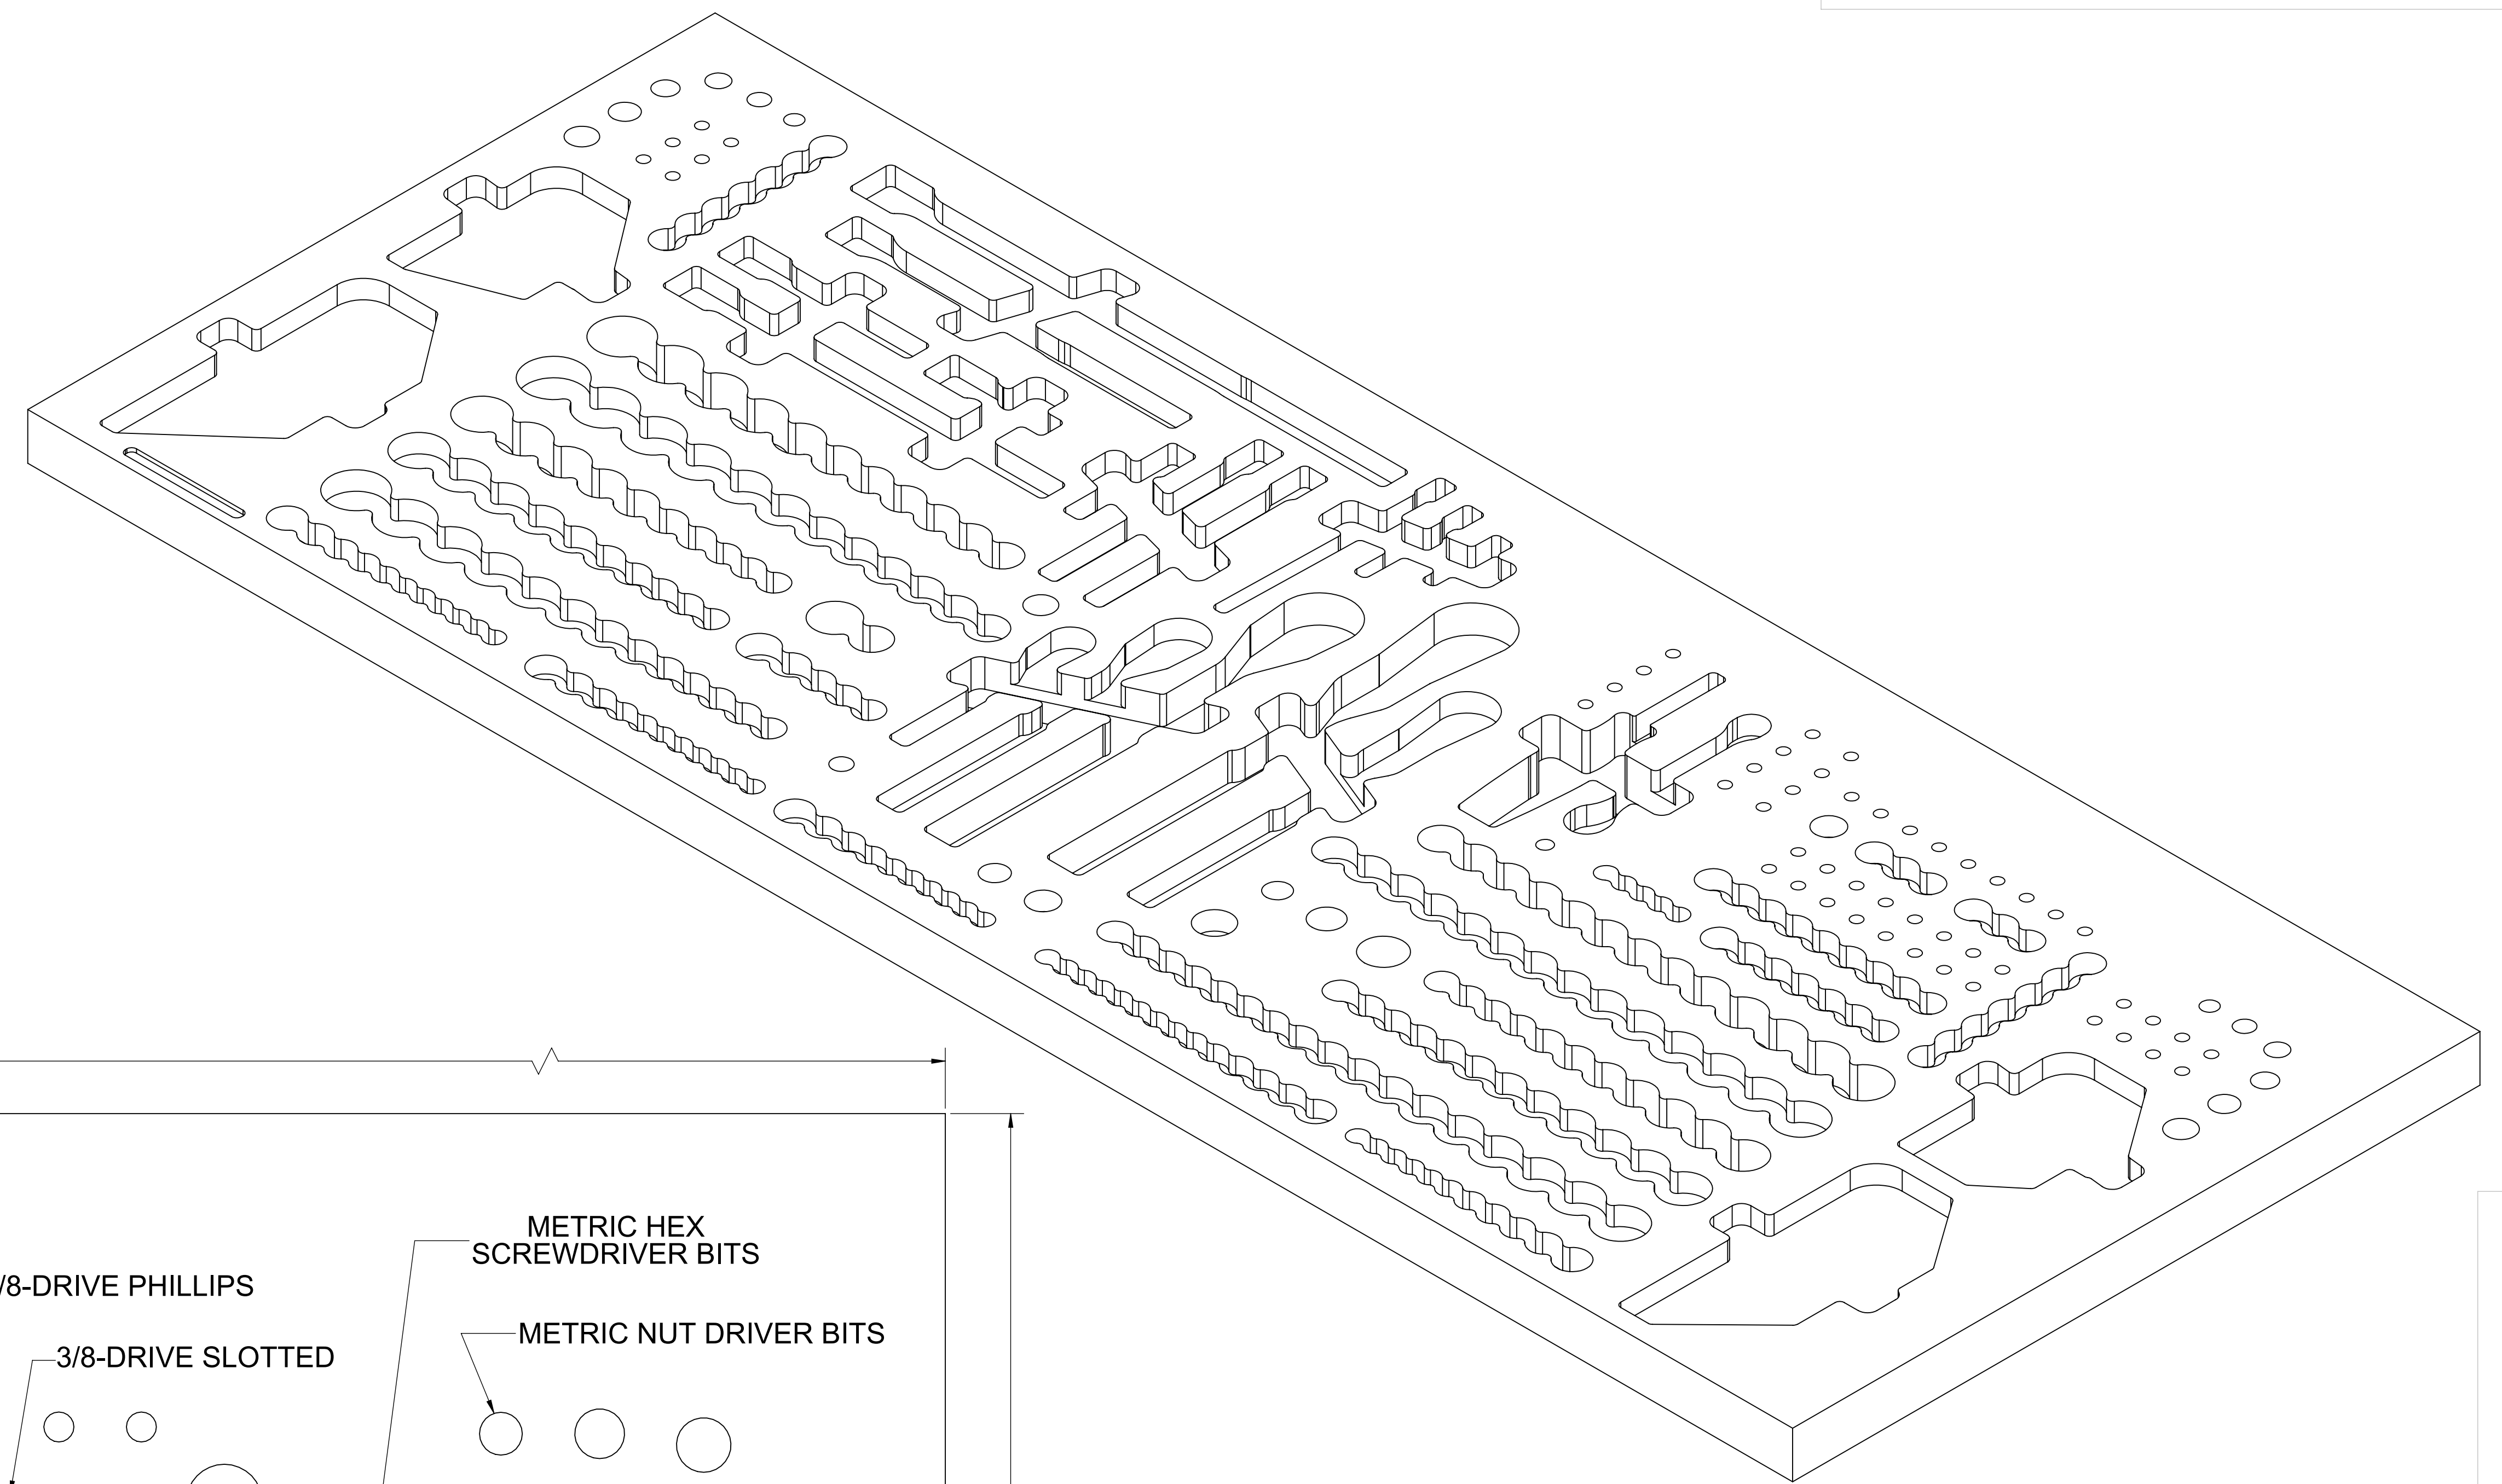 METRIC HEX
SCREWDRIVER BITS
/8-DRIVE PHILLIPS
METRIC NUT DRIVER BITS
3/8-DRIVE SLOTTED